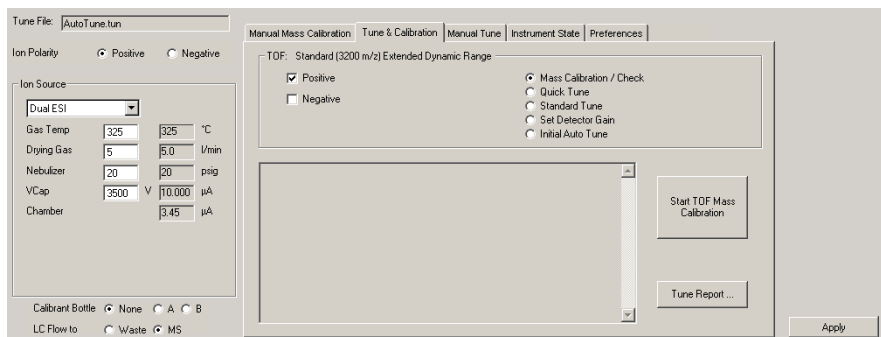 Tune File: AutoTune.tun
Ion Polarity Positive Negative
Ion Source
Dual ESI
Gas Temp 325 325 °C
Drying Gas 5 5.0 l/min
Nebulizer 20 20 psig
VCap 3500 V 10.000 µA
Chamber 3.45 µA
Calibrant Bottle None A B
LC Flow to Waste MS
Manual Mass Calibration Tune & Calibration Manual Tune Instrument State Preferences
TOF: Standard (3200 m/z) Extended Dynamic Range
Positive
Negative
Mass Calibration / Check
Quick Tune
Standard Tune
Set Detector Gain
Initial Auto Tune
Start TOF Mass
Calibration
Tune Report ...
Apply